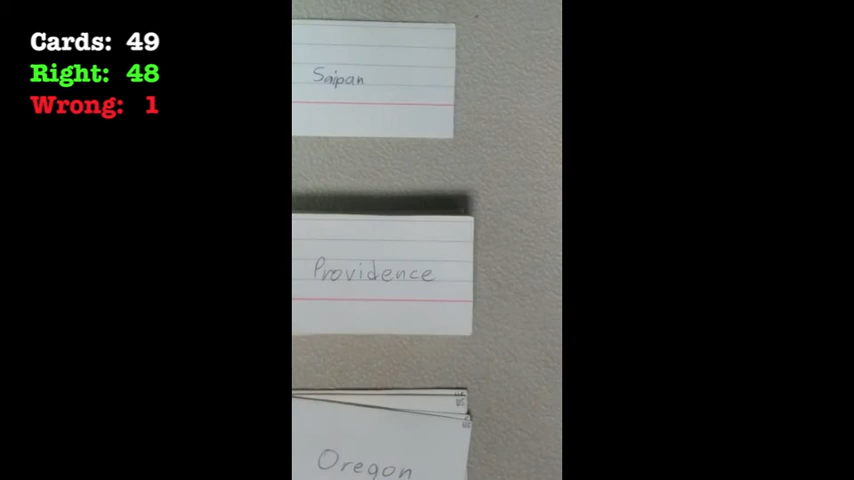 Cards: 49
Right: 48
Wrong: 1
Saipan
Providence
Oregon